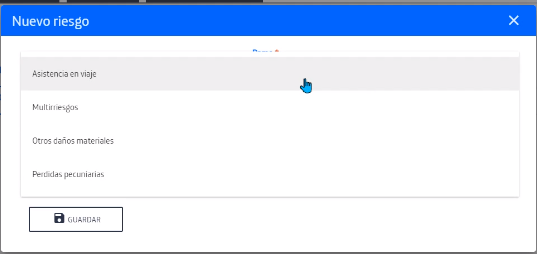 Nuevo riesgo
Asistencia en viaje
Multirriesgos
Otros daños materiales
Perdidas pecuniarias
GUARDAR